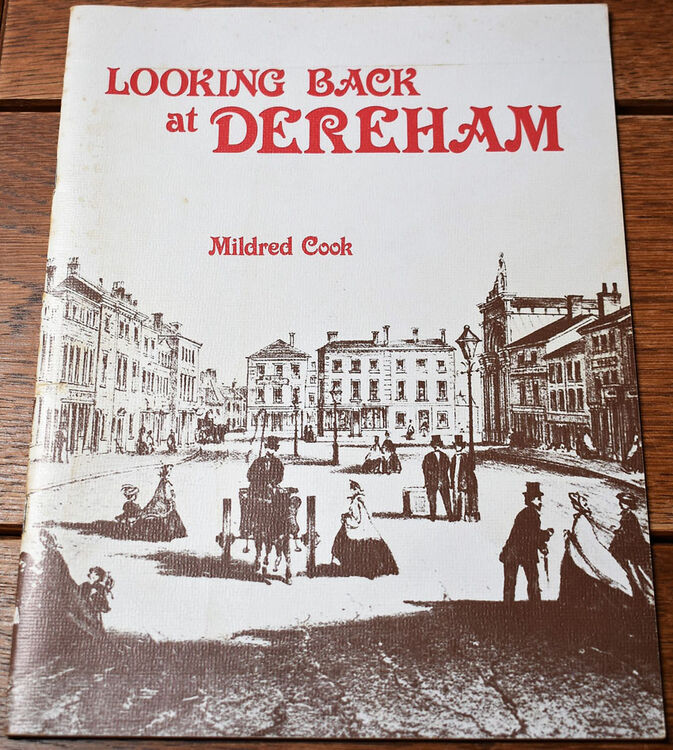 LOOKING BACK
at DEREHAM
Mildred Cook